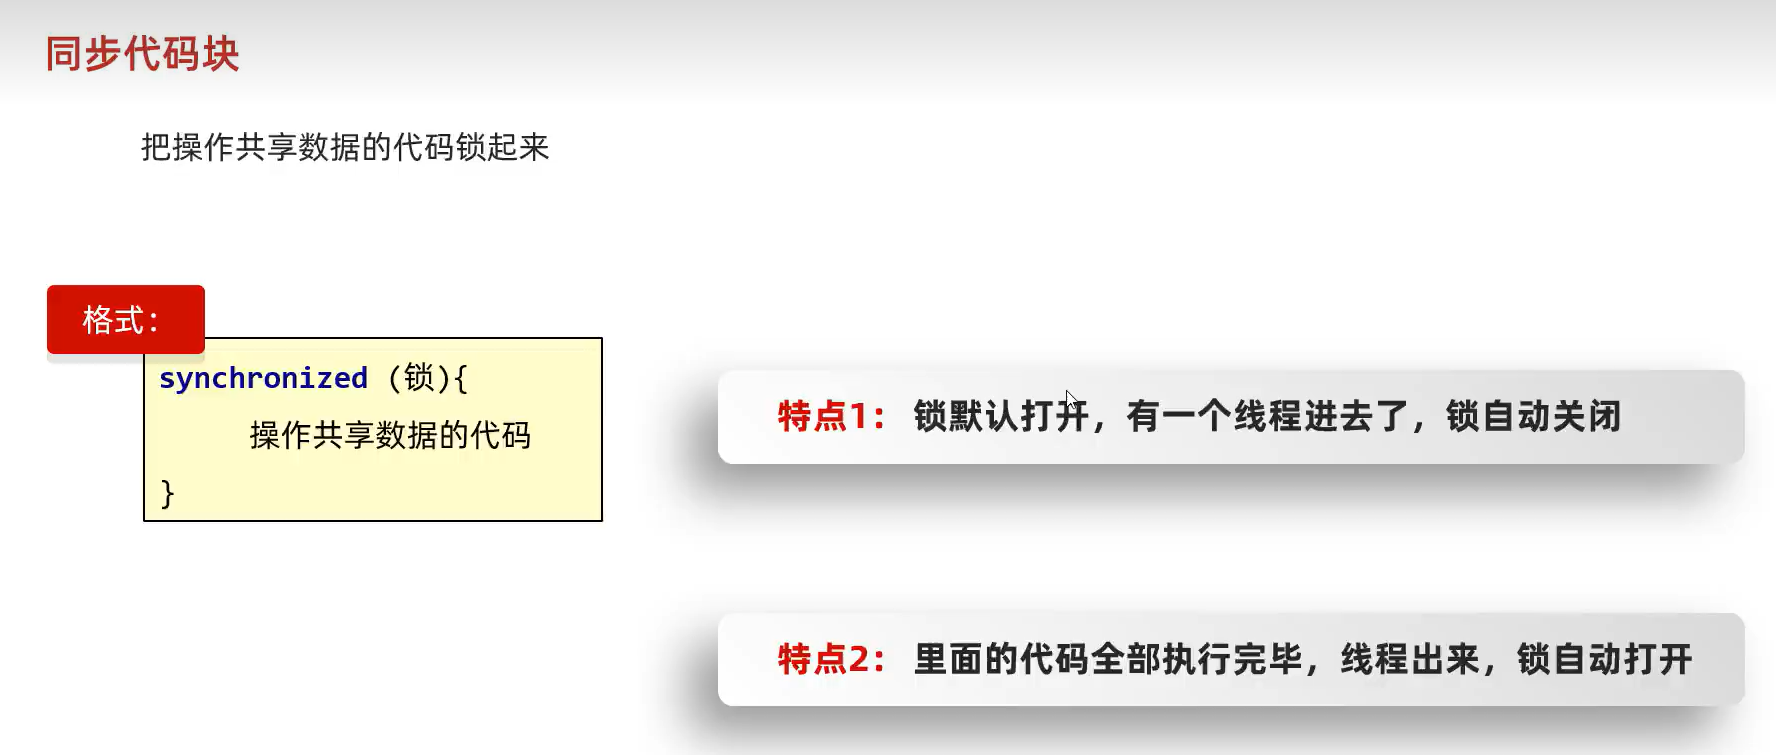 同步代码块
把操作共享数据的代码锁起来
格式：
synchronized （锁）{
操作共享数据的代码
}
特点1： 锁默认打开，有一个线程进去了，锁自动关闭
特点2： 里面的代码全部执行完毕，线程出来，锁自动打开